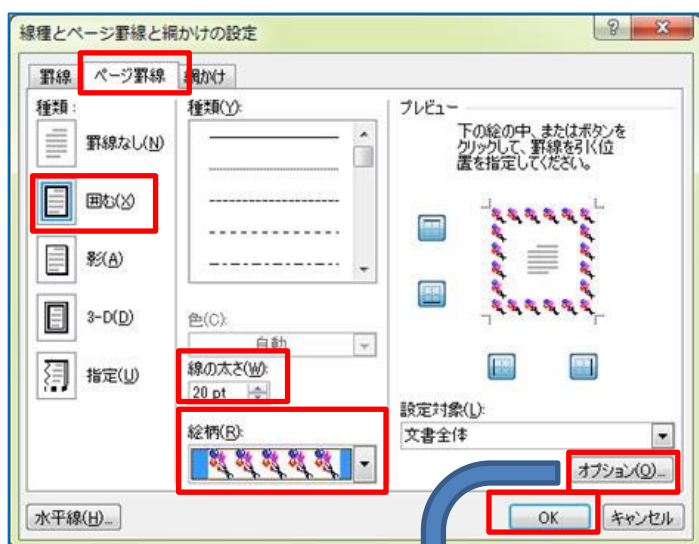 線種とページ罫線と網かけの設定
罫線 ページ罫線 網かけ
種類:
罫線なし(N)
囲む(X)
影(A)
3-D(D)
指定(U)
種類(Y):
色(C):
自動
線の太さ(W):
20 pt
絵柄(R):
プレビュー
下の絵の中、またはボタンを
クリックして、罫線を引く位
置を指定してください。
設定対象(L):
文書全体
オプション(O)...
水平線(H)...
OK
キャンセル